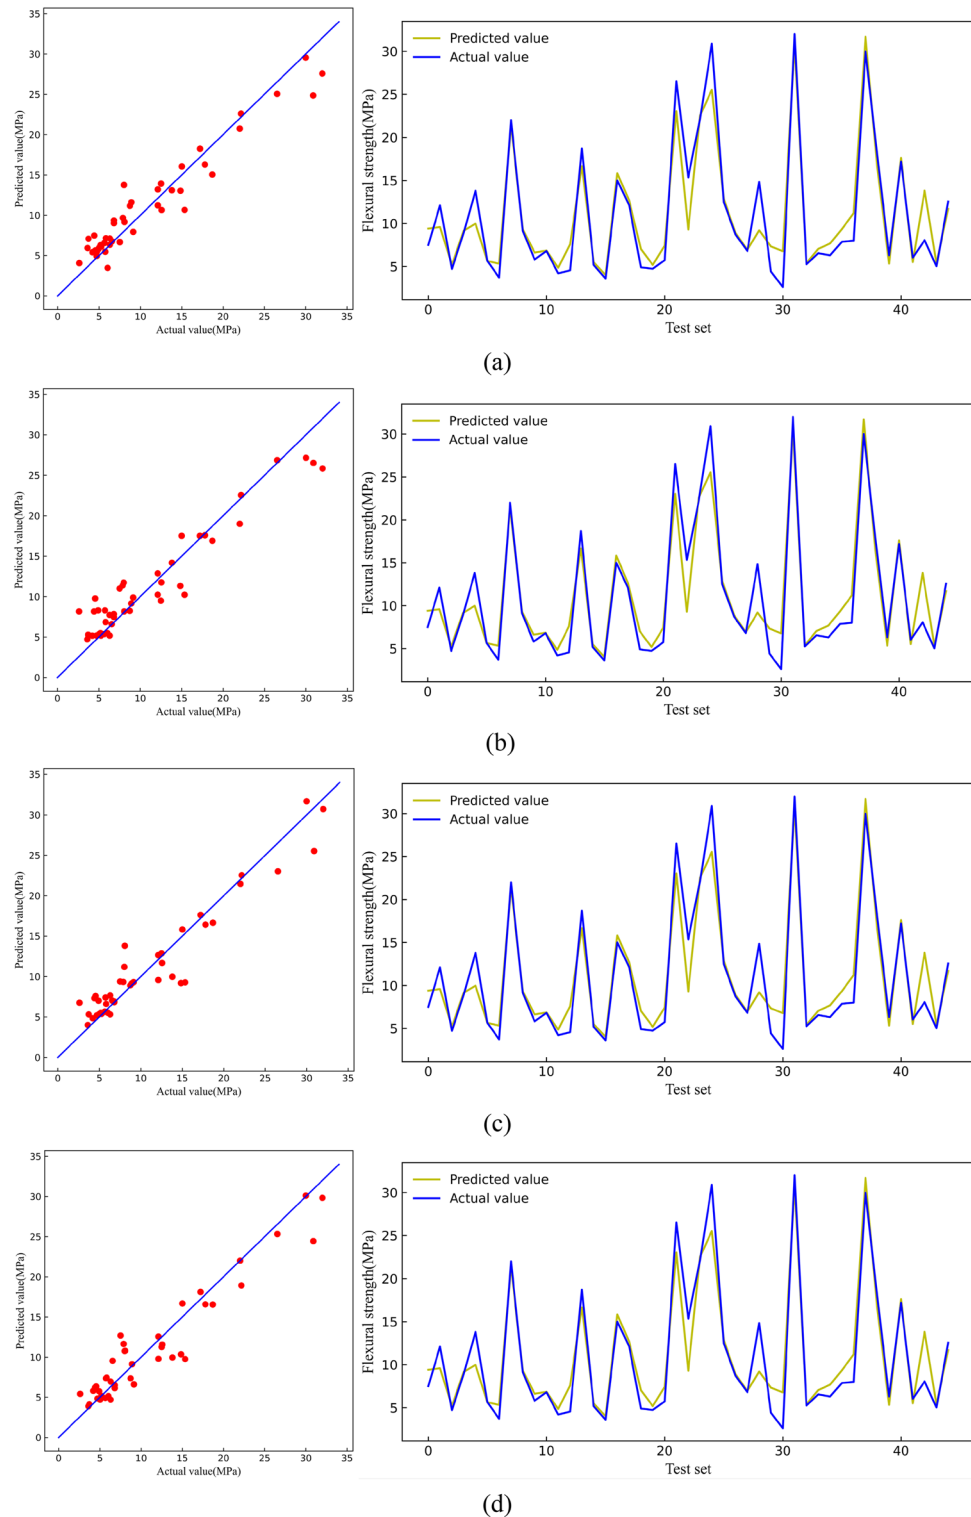 35
30
25
20
15
10
5
0
Predicted value(MPa)
0 5 10 15 20 25 30 35
Actual value(MPa)
Predicted value
Actual value
30
25
20
15
10
5
Flexural strength(MPa)
0 10 20 30 40
Test set
(a)
35
30
25
20
15
10
5
0
Predicted value(MPa)
0 5 10 15 20 25 30 35
Actual value(MPa)
Predicted value
Actual value
30
25
20
15
10
5
Flexural strength(MPa)
0 10 20 30 40
Test set
(b)
35
30
25
20
15
10
5
0
Predicted value(MPa)
0 5 10 15 20 25 30 35
Actual value(MPa)
Predicted value
Actual value
30
25
20
15
10
5
Flexural strength(MPa)
0 10 20 30 40
Test set
(c)
35
30
25
20
15
10
5
0
Predicted value(MPa)
0 5 10 15 20 25 30 35
Actual value(MPa)
Predicted value
Actual value
30
25
20
15
10
5
Flexural strength(MPa)
0 10 20 30 40
Test set
(d)